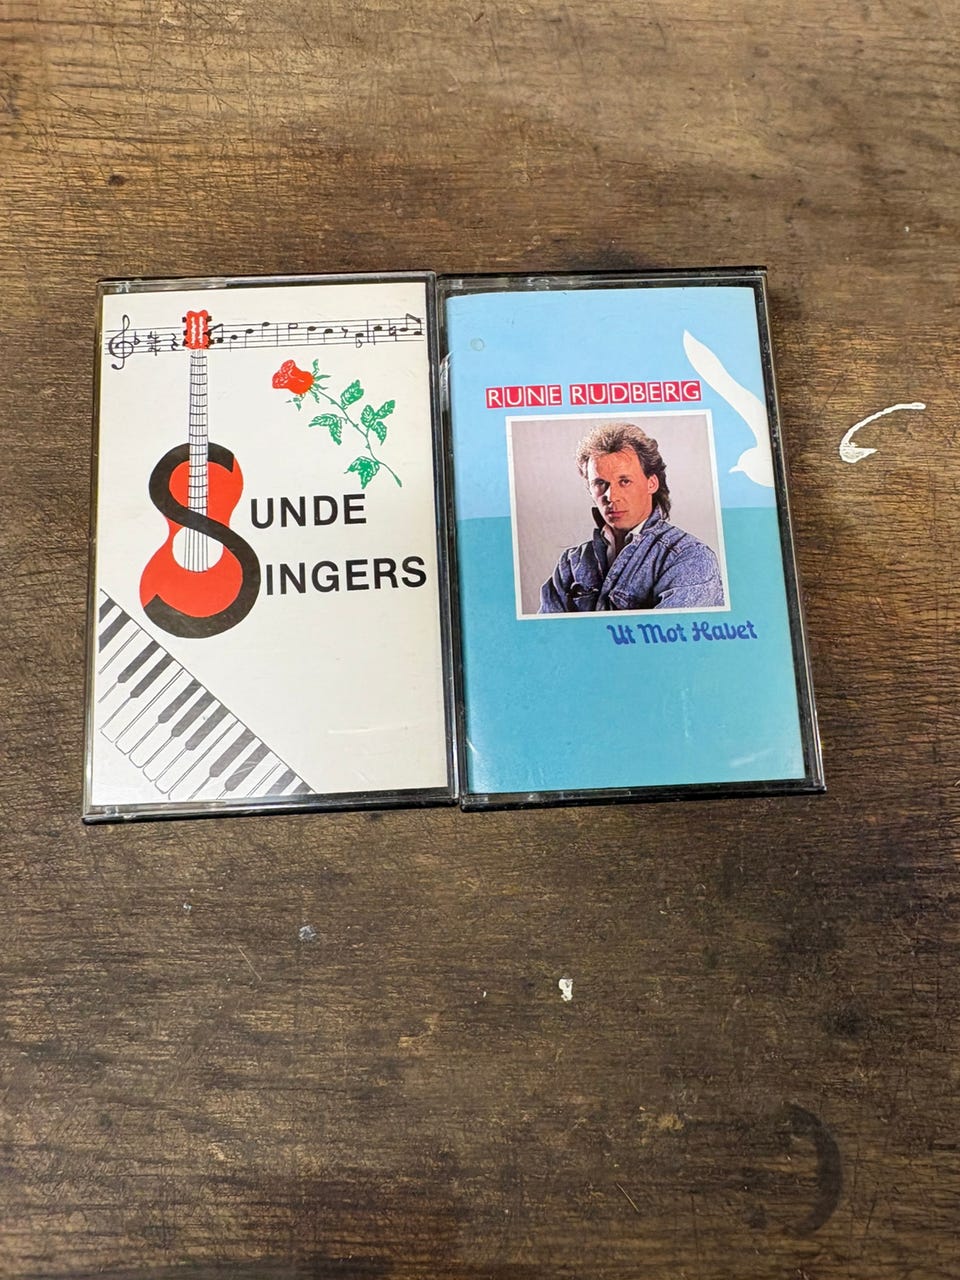 SUNDE
SINGERS
RUNE RUDBERG
Ut Mot Havet